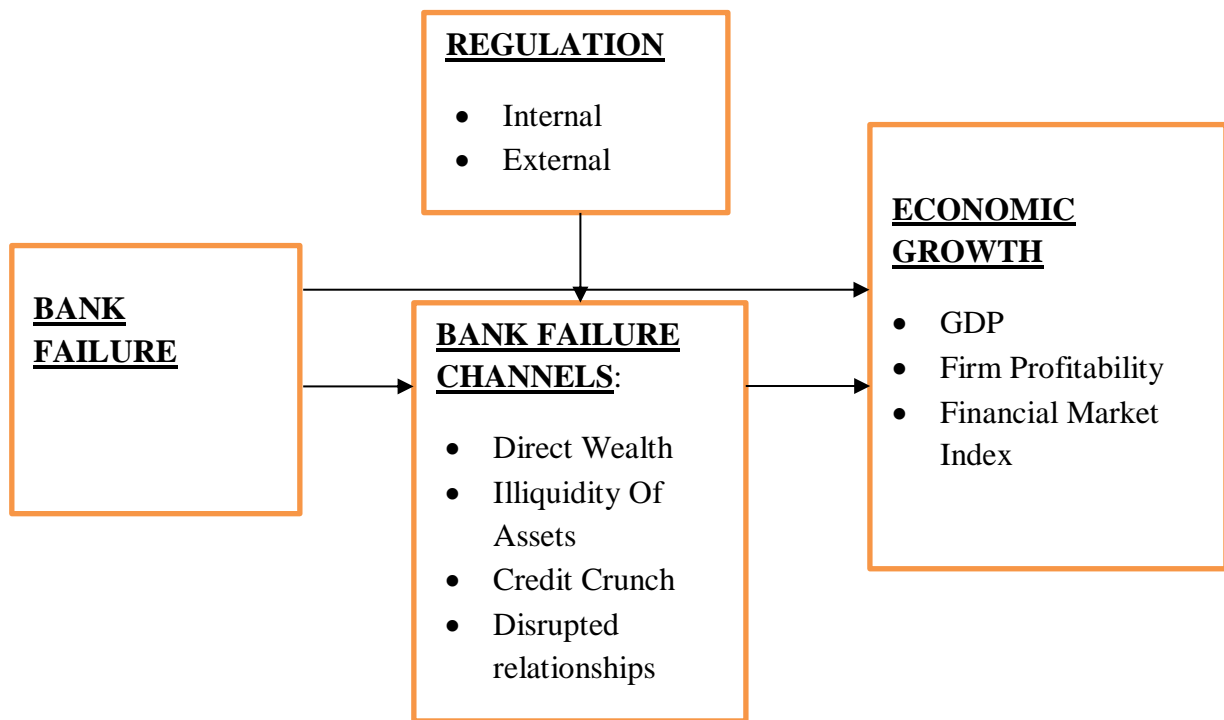 REGULATION
• Internal
• External
BANK
FAILURE
BANK FAILURE
CHANNELS:
• Direct Wealth
• Illiquidity Of
Assets
• Credit Crunch
• Disrupted
relationships
ECONOMIC
GROWTH
• GDP
• Firm Profitability
• Financial Market
Index